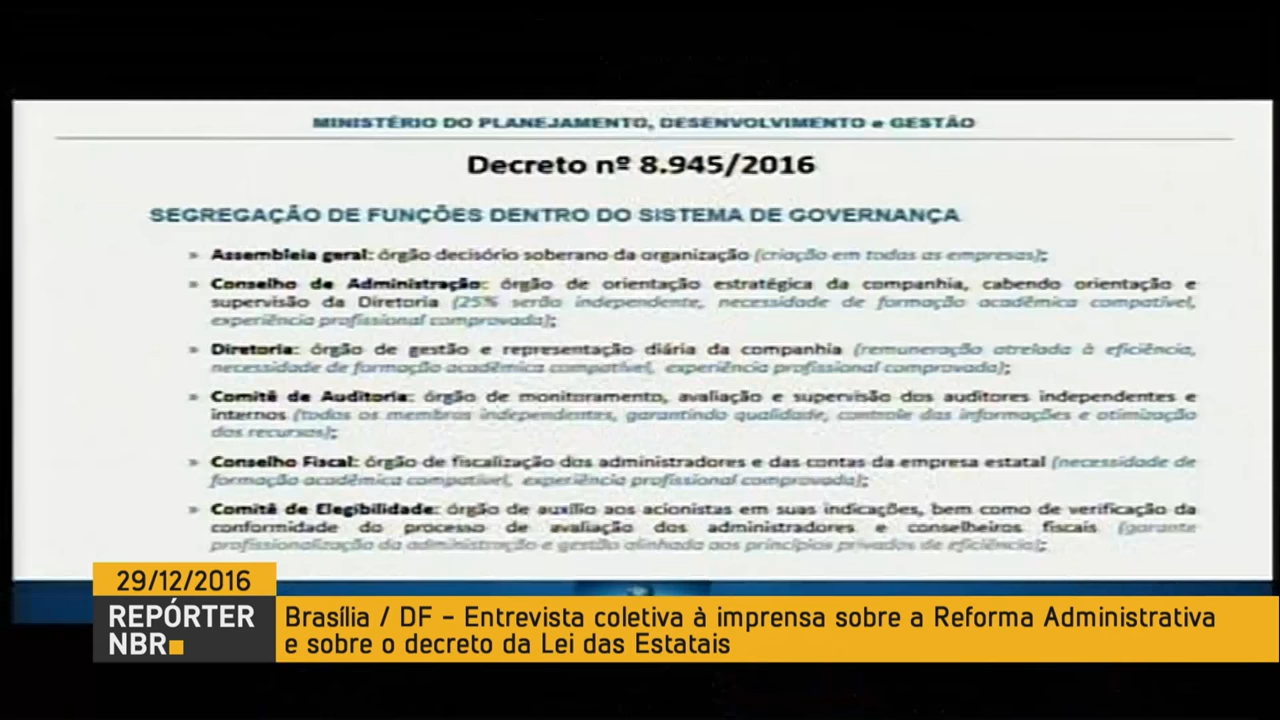 MINISTÉRIO DO PLANEJAMENTO, DESENVOLVIMENTO e GESTÃO
Decreto nº 8.945/2016
SEGREGAÇÃO DE FUNÇÕES DENTRO DO SISTEMA DE GOVERNANÇA
» Assembleia geral: órgão decisório soberano da organização (criação em todas as empresas);
» Conselho de Administração: órgão de orientação estratégica da companhia, cabendo orientação e
supervisão da Diretoria (25% serão independente, necessidade de formação acadêmica compatível,
experiência profissional comprovada);
» Diretoria: órgão de gestão e representação diária da companhia (remuneração atrelada à eficiência,
necessidade de formação acadêmica compatível, experiência profissional comprovada);
» Comitê de Auditoria: órgão de monitoramento, avaliação e supervisão dos auditores independentes e
internos (todos os membros independentes, garantindo qualidade, controle das informações e otimização
dos recursos);
» Conselho Fiscal: órgão de fiscalização dos administradores e das contas da empresa estatal (necessidade de
formação acadêmica compatível, experiência profissional comprovada);
» Comitê de Elegibilidade: órgão de auxílio aos acionistas em suas indicações, bem como de verificação da
conformidade do processo de avaliação dos administradores e conselheiros fiscais (garante
profissionalização da administração e gestão alinhada aos princípios privados de eficiência);
29/12/2016
REPÓRTER
NBR
Brasília / DF – Entrevista coletiva à imprensa sobre a Reforma Administrativa
e sobre o decreto da Lei das Estatais